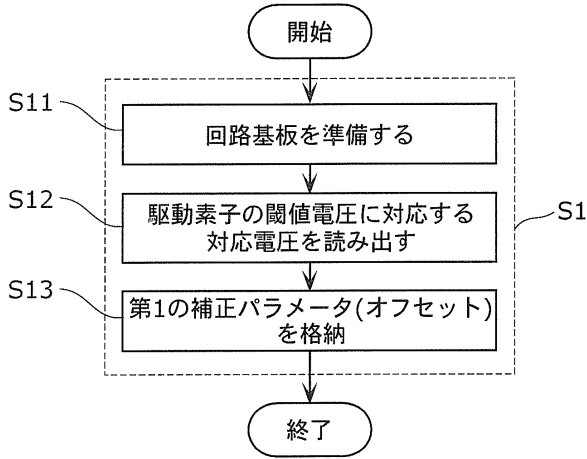 開始
S11
回路基板を準備する
S12
駆動素子の閾値電圧に対応する
対応電圧を読み出す
S1
S13
第1の補正パラメータ(オフセット)
を格納
終了